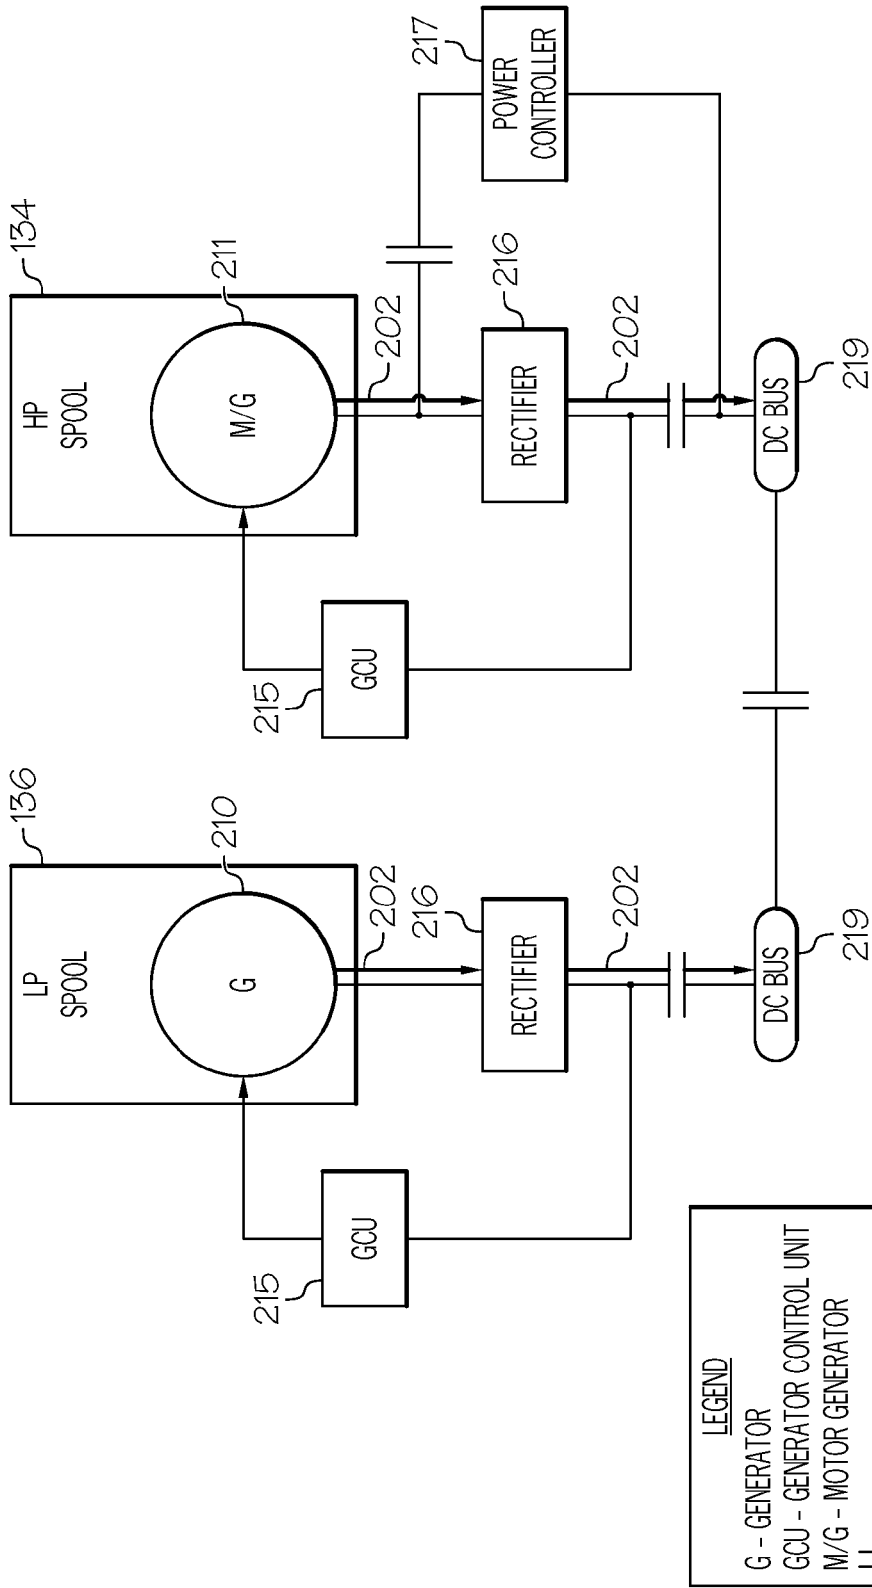 136
LP
SPOOL
210
G
202
215
GCU
216
RECTIFIER
202
DC BUS
219
134
HP
SPOOL
211
M/G
202
215
GCU
216
RECTIFIER
202
217
POWER
CONTROLLER
DC BUS
219
LEGEND
G - GENERATOR
GCU - GENERATOR CONTROL UNIT
M/G - MOTOR GENERATOR